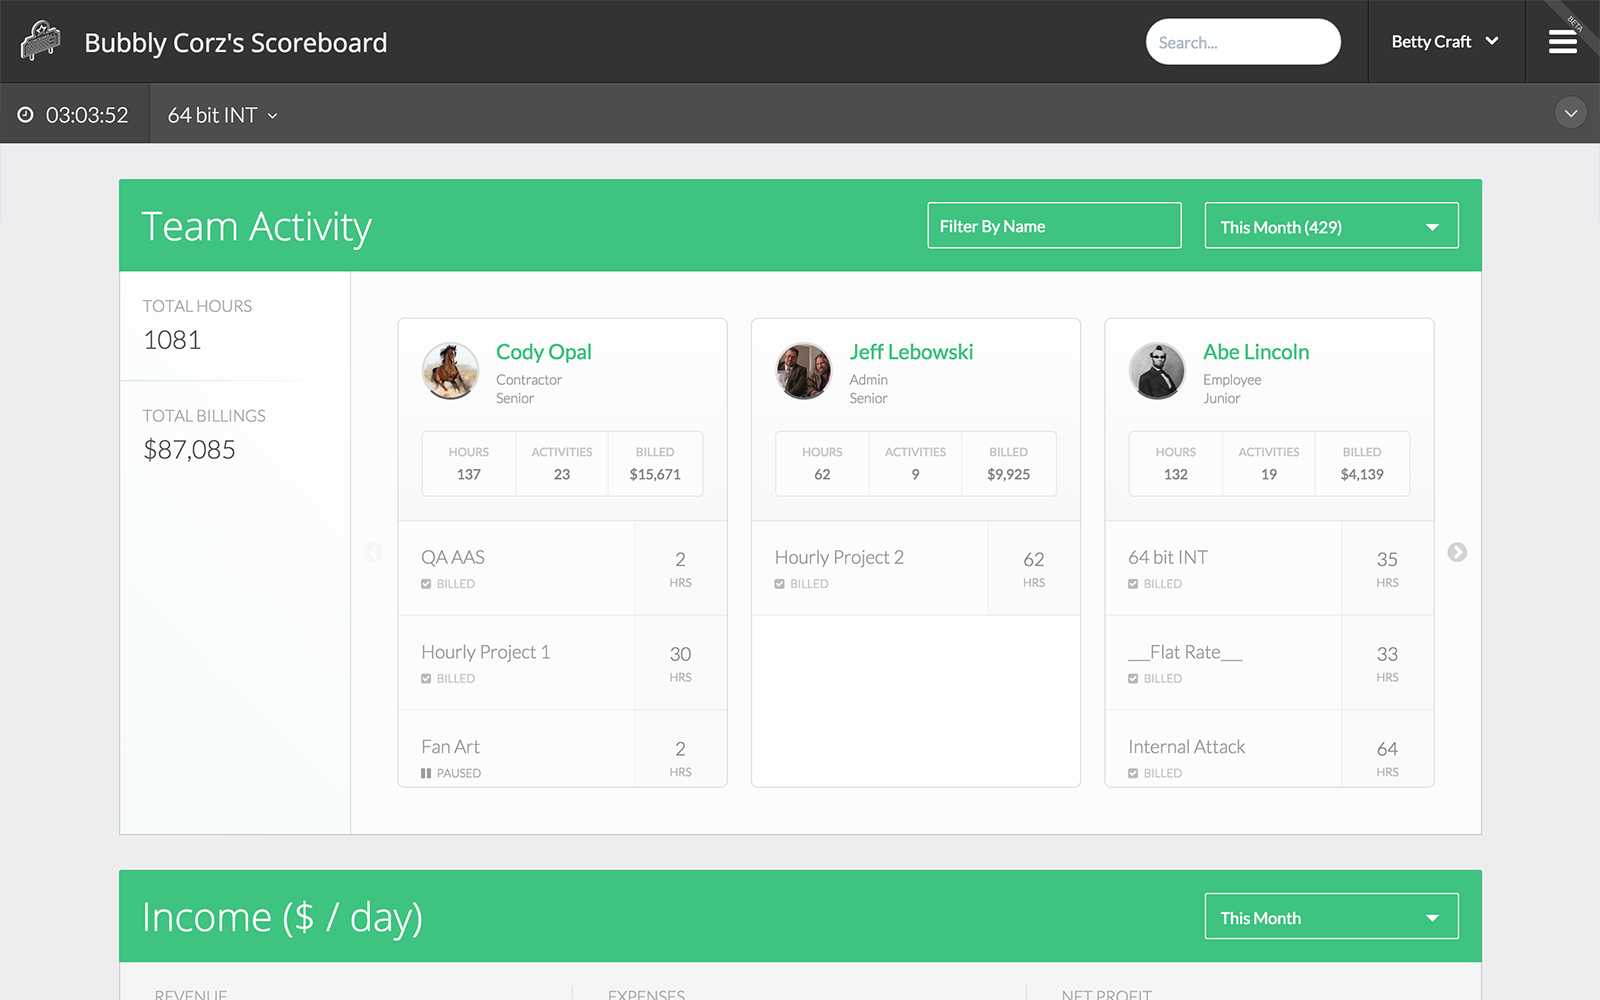 BETA
Bubbly Corz's Scoreboard
Search...
Betty Craft
03:03:52
64 bit INT
Team Activity
Filter By Name
This Month (429)
TOTAL HOURS
1081
TOTAL BILLINGS
$87,085
Cody Opal
Contractor
Senior
HOURS
137
ACTIVITIES
23
BILLED
$15,671
QA AAS
BILLED
2
HRS
Hourly Project 1
BILLED
30
HRS
Fan Art
PAUSED
2
HRS
Jeff Lebowski
Admin
Senior
HOURS
62
ACTIVITIES
9
BILLED
$9,925
Hourly Project 2
BILLED
62
HRS
Abe Lincoln
Employee
Junior
HOURS
132
ACTIVITIES
19
BILLED
$4,139
64 bit INT
BILLED
35
HRS
___Flat Rate___
BILLED
33
HRS
Internal Attack
BILLED
64
HRS
Income ($ / day)
This Month
REVENUE
EXPENSES
NET PROFIT